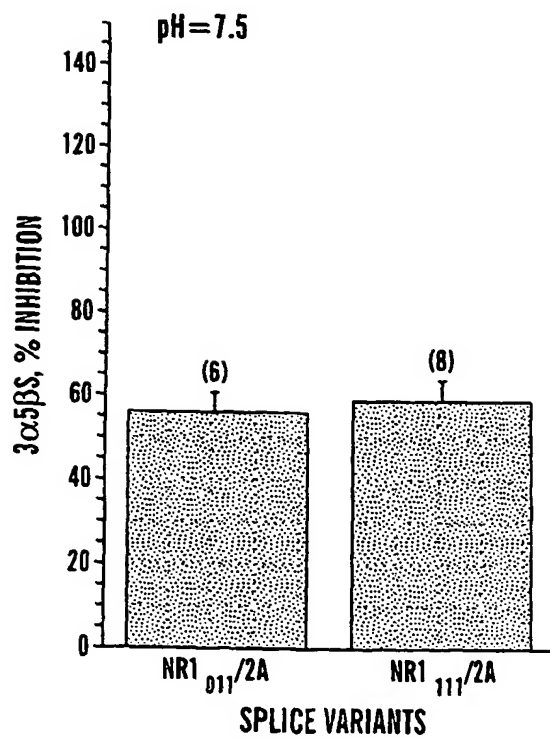 pH=7.5
140
120
100
80
60
40
20
0
3α5βS, % INHIBITION
(6)
(8)
NR1 011/2A
NR1 111/2A
SPLICE VARIANTS